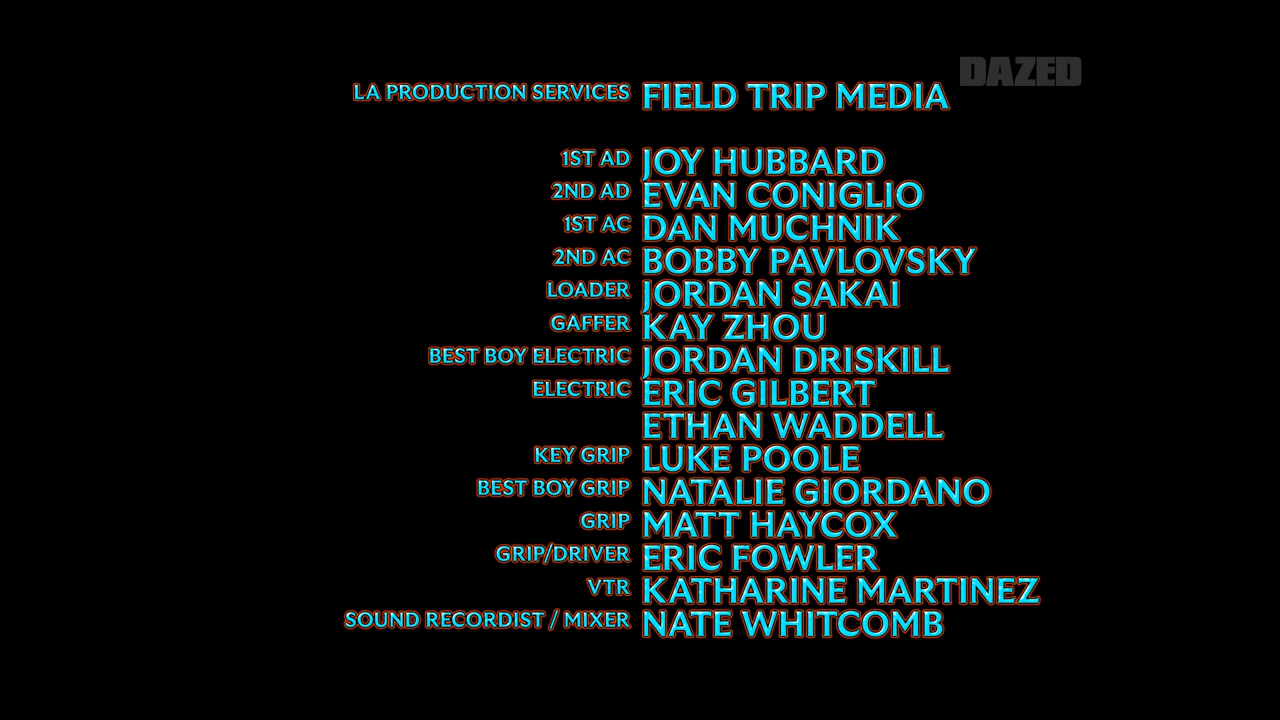 DAZED
LA PRODUCTION SERVICES FIELD TRIP MEDIA
1ST AD JOY HUBBARD
2ND AD EVAN CONIGLIO
1ST AC DAN MUCHNIK
2ND AC BOBBY PAVLOVSKY
LOADER JORDAN SAKAI
GAFFER KAY ZHOU
BEST BOY ELECTRIC JORDAN DRISKILL
ELECTRIC ERIC GILBERT
ETHAN WADDELL
KEY GRIP LUKE POOLE
BEST BOY GRIP NATALIE GIORDANO
GRIP MATT HAYCOX
GRIP/DRIVER ERIC FOWLER
VTR KATHARINE MARTINEZ
SOUND RECORDIST / MIXER NATE WHITCOMB